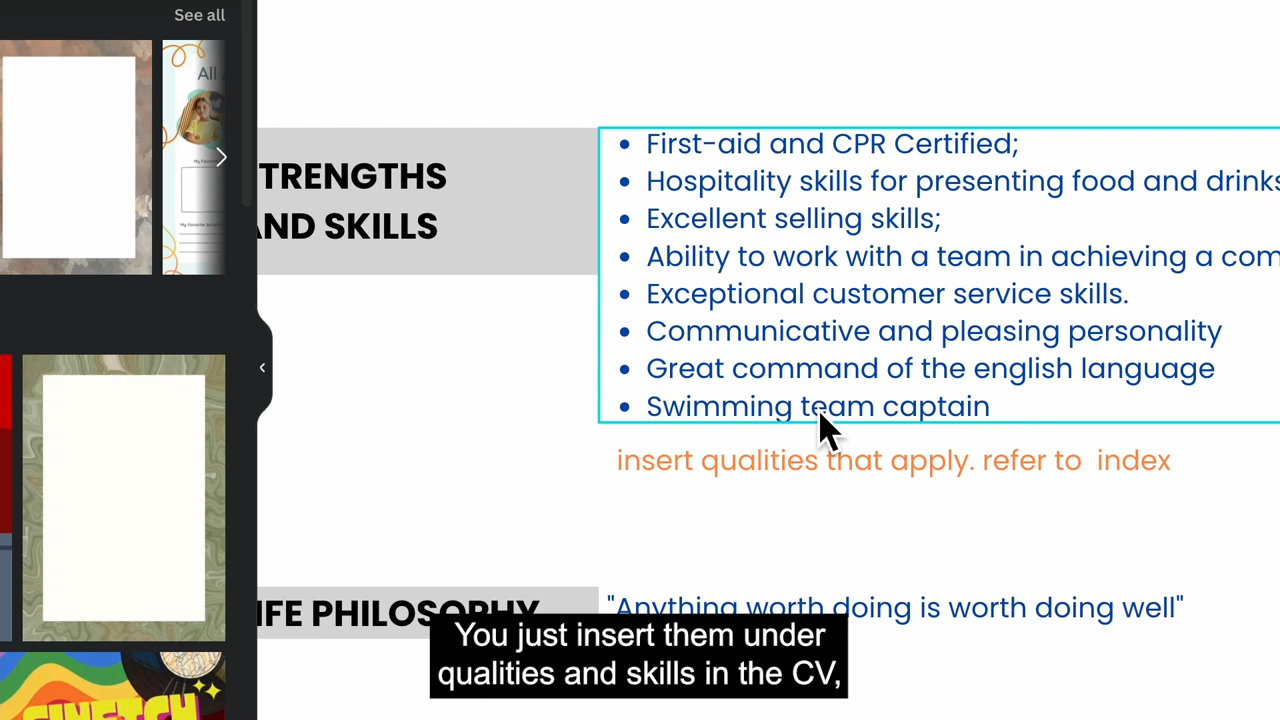 See all
All
TRENGTHS
AND SKILLS
First-aid and CPR Certified;
Hospitality skills for presenting food and drinks
Excellent selling skills;
Ability to work with a team in achieving a com
Exceptional customer service skills.
Communicative and pleasing personality
Great command of the english language
Swimming team captain
insert qualities that apply. refer to index
IFE PHILOSOPHY
"Anything worth doing is worth doing well"
You just insert them under
qualities and skills in the CV,